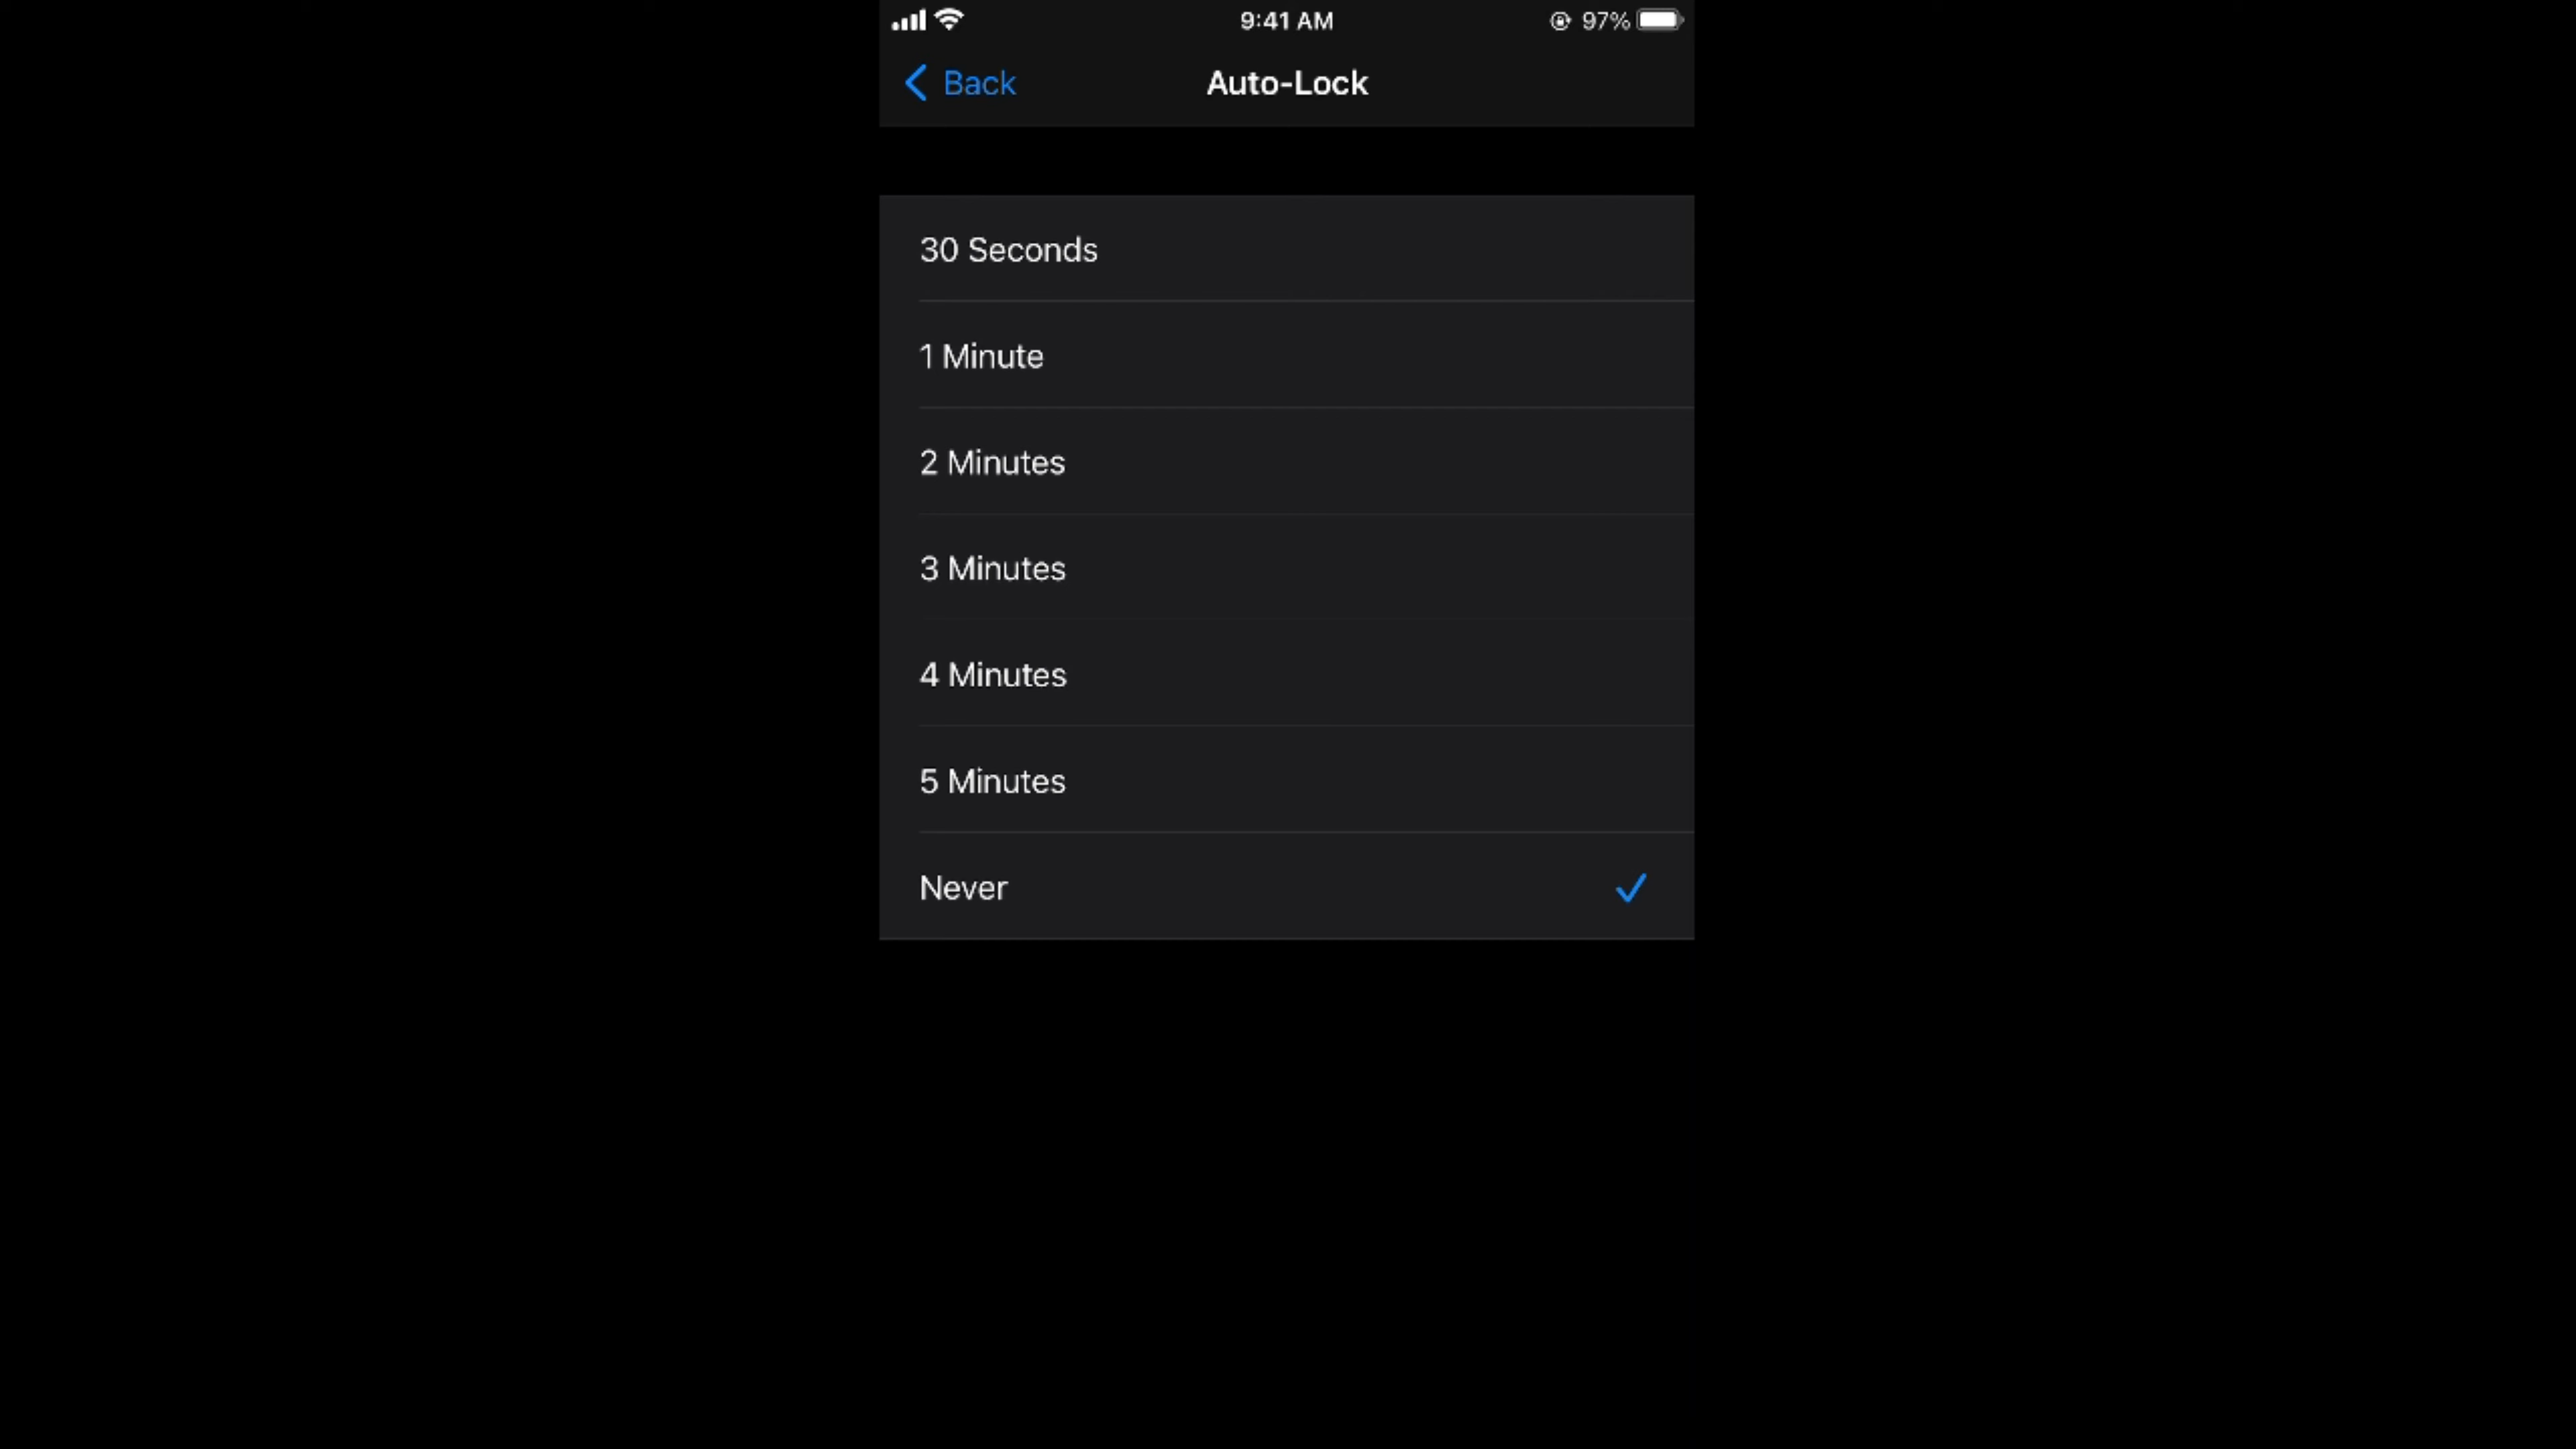 9:41 AM 97%
Back Auto-Lock
30 Seconds
1 Minute
2 Minutes
3 Minutes
4 Minutes
5 Minutes
Never